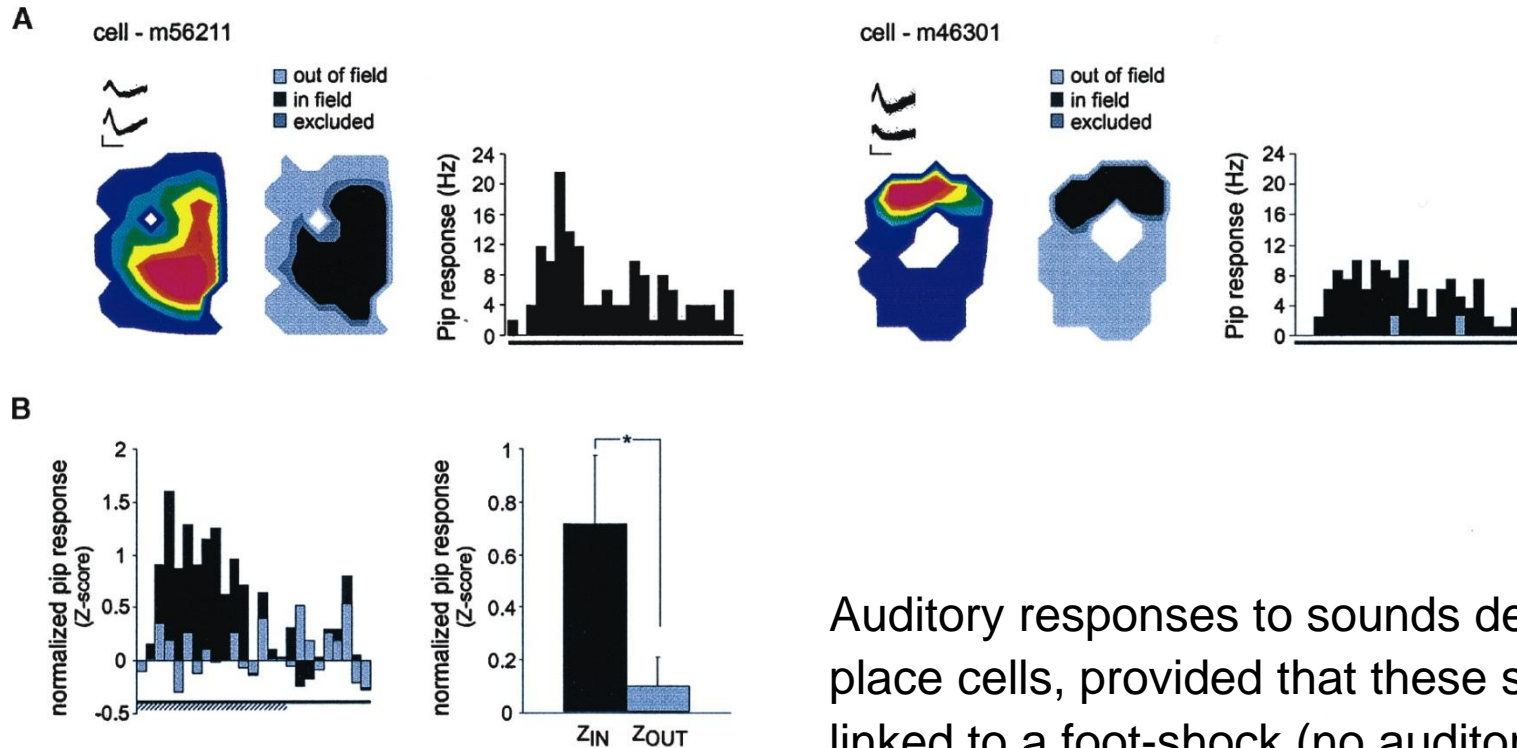 A
cell - m56211
out of field
in field
excluded
Pip response (Hz)
24
20
16
12
8
4
0
cell - m46301
out of field
in field
excluded
Pip response (Hz)
24
20
16
12
8
4
0
B
normalized pip response
(Z-score)
2
1.5
1
0.5
0
-0.5
normalized pip response
(Z-score)
1
0.8
0.6
0.4
0.2
0
*
ZIN ZOUT
Auditory responses to sounds de
place cells, provided that these s
linked to a foot-shock (no auditor